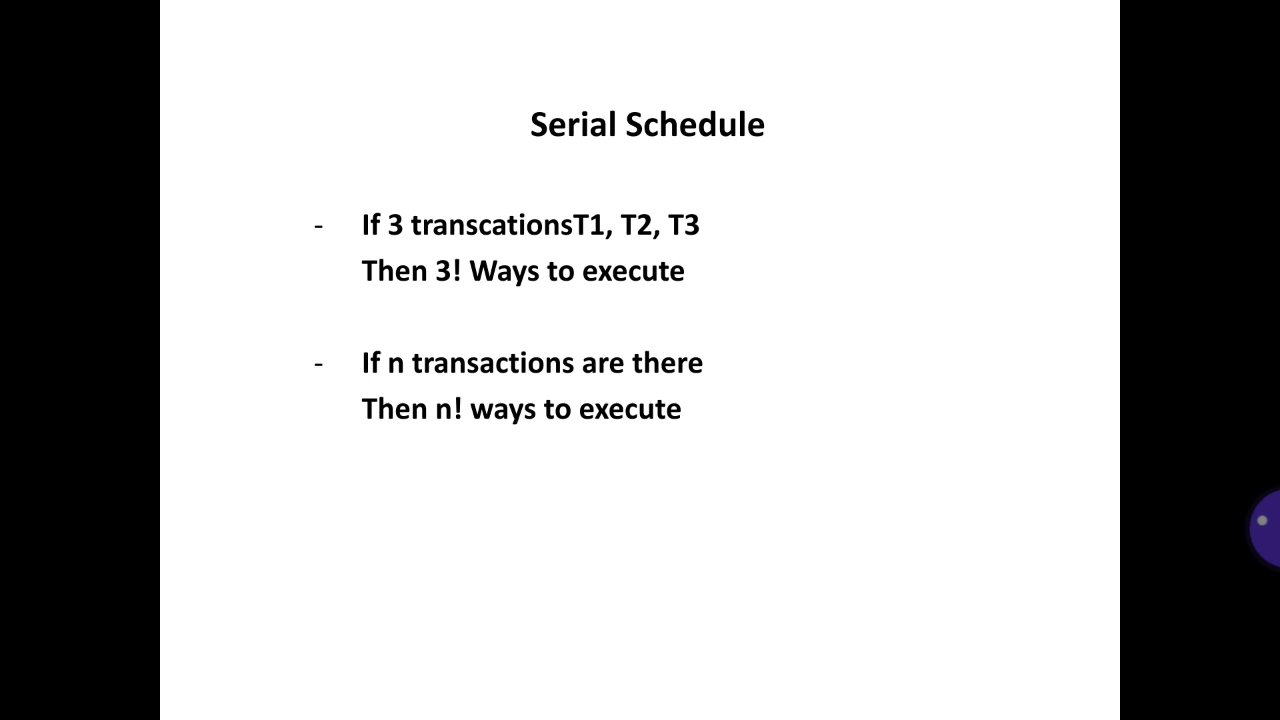 Serial Schedule
- If 3 transcationsT1, T2, T3
Then 3! Ways to execute
- If n transactions are there
Then n! ways to execute